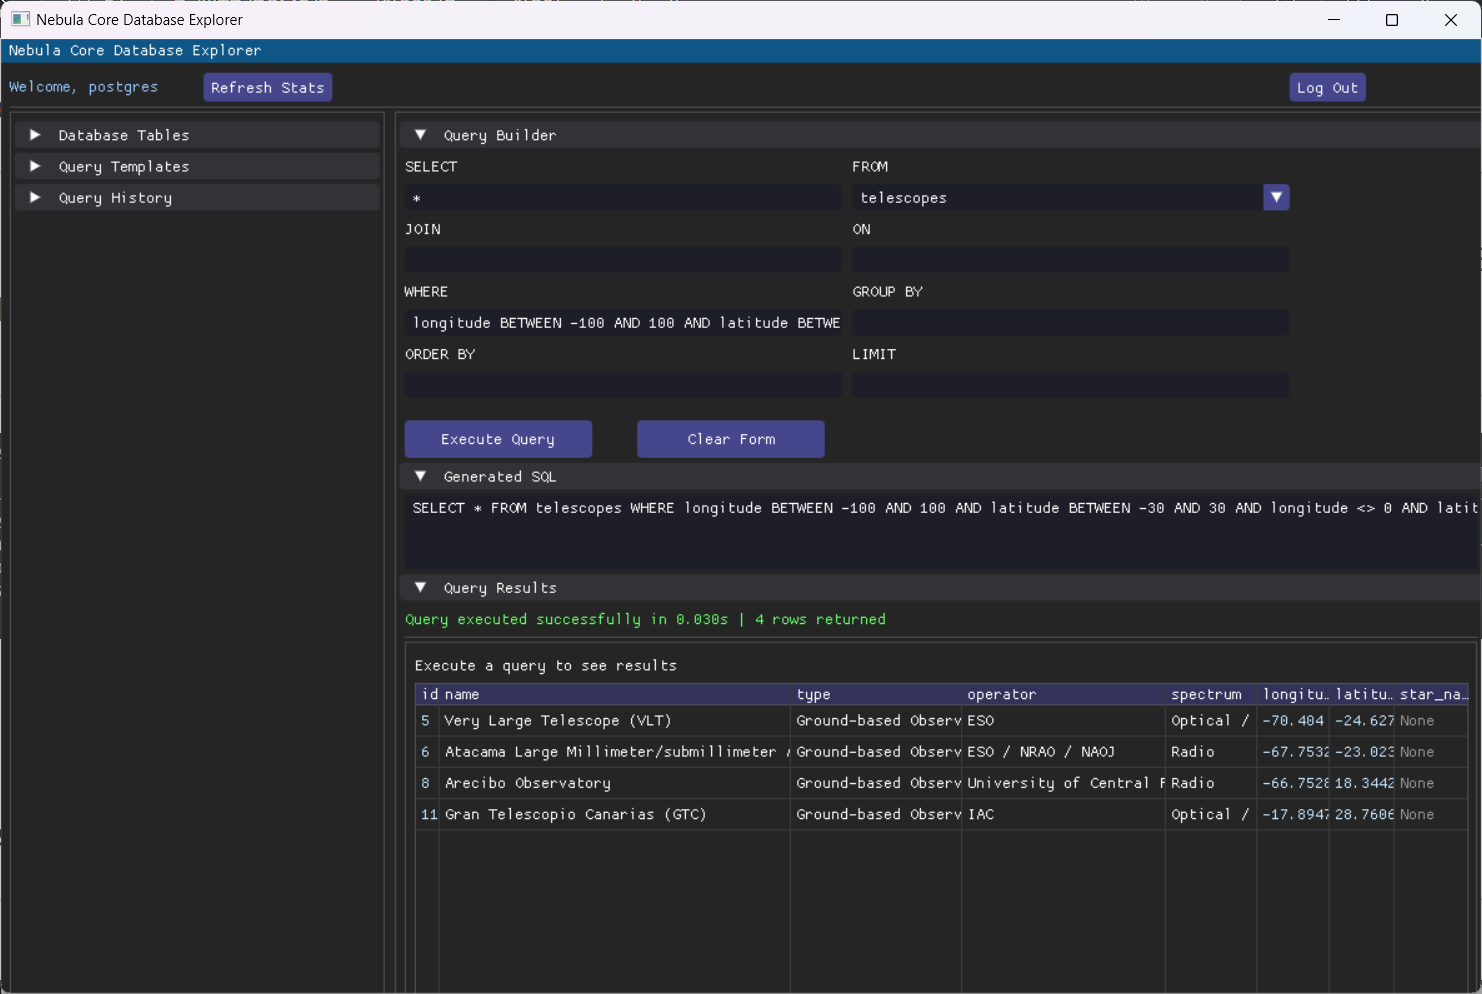 Nebula Core Database Explorer
Nebula Core Database Explorer
Welcome, postgres Refresh Stats Log Out
Database Tables
Query Templates
Query History
Query Builder
SELECT FROM
* telescopes
JOIN ON
WHERE GROUP BY
longitude BETWEEN -100 AND 100 AND latitude BETWE
ORDER BY LIMIT
Execute Query Clear Form
Generated SQL
SELECT * FROM telescopes WHERE longitude BETWEEN -100 AND 100 AND latitude BETWEEN -30 AND 30 AND longitude <> 0 AND latit
Query Results
Query executed successfully in 0.030s | 4 rows returned
Execute a query to see results
id name type operator spectrum longitu… latitu… star_na…
5 Very Large Telescope (VLT) Ground-based Observ ESO Optical / -70.404 -24.627 None
6 Atacama Large Millimeter/submillimeter Ground-based Observ ESO / NRAO / NAOJ Radio -67.7532 -23.023 None
8 Arecibo Observatory Ground-based Observ University of Central F Radio -66.7528 18.3442 None
11 Gran Telescopio Canarias (GTC) Ground-based Observ IAC Optical / -17.8947 28.7606 None